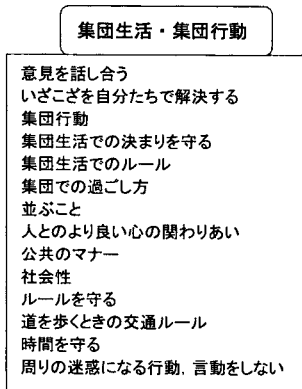 集団生活・集団行動
意見を話し合う
いざこざを自分たちで解決する
集団行動
集団生活での決まりを守る
集団生活でのルール
集団での過ごし方
並ぶこと
人とのより良い心の関わりあい
公共のマナー
社会性
ルールを守る
道を歩くときの交通ルール
時間を守る
周りの迷惑になる行動，言動をしない